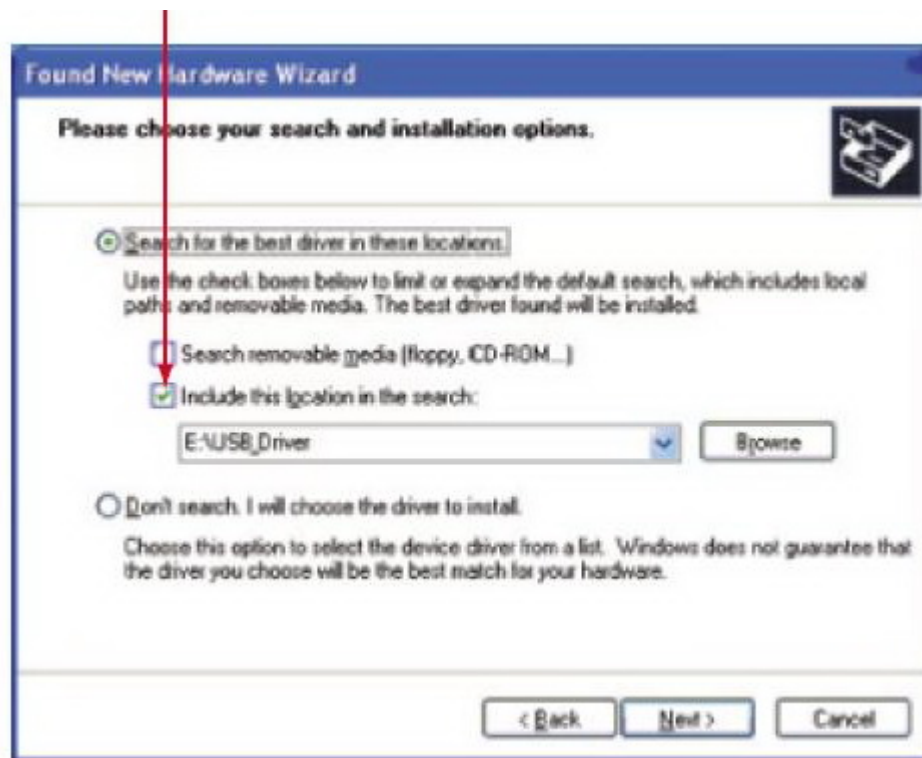 Found New Hardware Wizard
Please choose your search and installation options.
Search for the best driver in these locations.
Use the check boxes below to limit or expand the default search, which includes local
paths and removable media. The best driver found will be installed.
Search removable media (floppy, CD-ROM...)
Include this location in the search:
E:\USB_Driver
Browse
Don't search. I will choose the driver to install.
Choose this option to select the device driver from a list. Windows does not guarantee that
the driver you choose will be the best match for your hardware.
< Back Next > Cancel